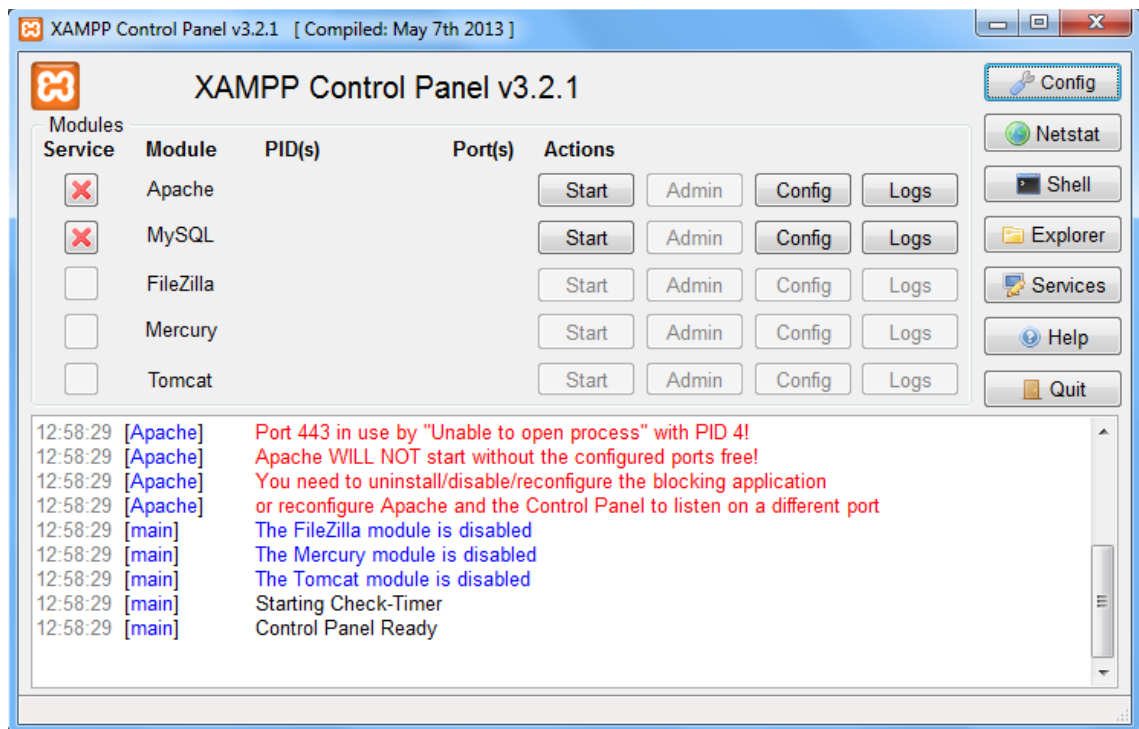 XAMPP Control Panel v3.2.1 [ Compiled: May 7th 2013 ]
XAMPP Control Panel v3.2.1
Config
Netstat
Shell
Explorer
Services
Help
Quit
Modules
Service Module PID(s) Port(s) Actions
Apache Start Admin Config Logs
MySQL Start Admin Config Logs
FileZilla Start Admin Config Logs
Mercury Start Admin Config Logs
Tomcat Start Admin Config Logs
12:58:29 [Apache] Port 443 in use by "Unable to open process" with PID 4!
12:58:29 [Apache] Apache WILL NOT start without the configured ports free!
12:58:29 [Apache] You need to uninstall/disable/reconfigure the blocking application
12:58:29 [Apache] or reconfigure Apache and the Control Panel to listen on a different port
12:58:29 [main] The FileZilla module is disabled
12:58:29 [main] The Mercury module is disabled
12:58:29 [main] The Tomcat module is disabled
12:58:29 [main] Starting Check-Timer
12:58:29 [main] Control Panel Ready